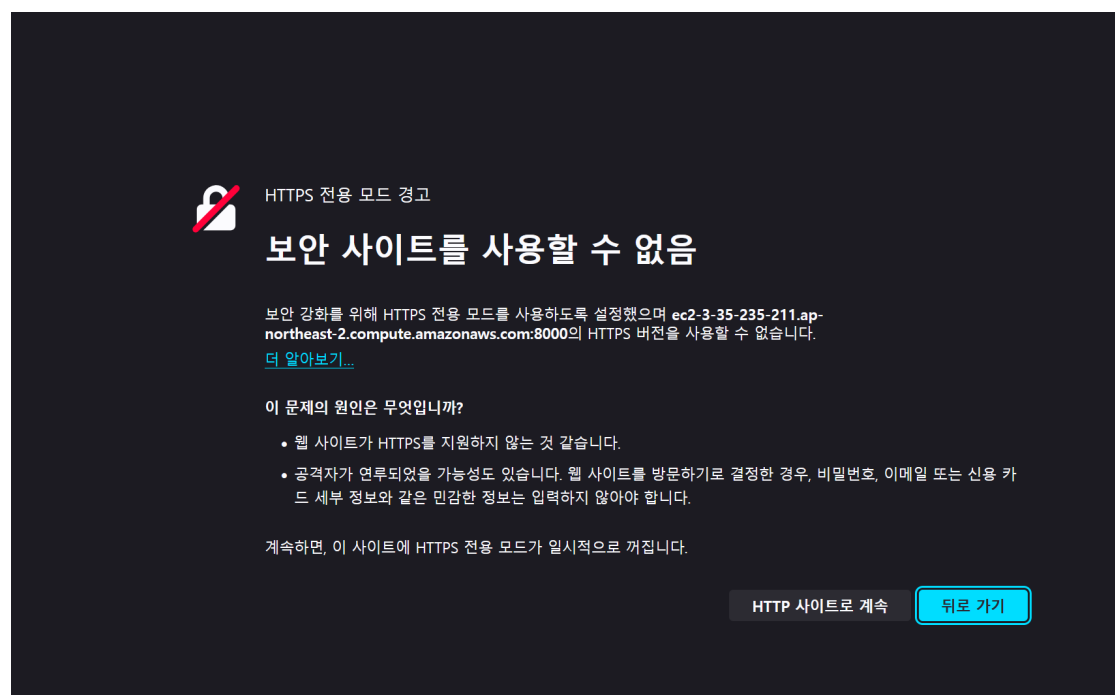 HTTPS 전용 모드 경고
보안 사이트를 사용할 수 없음
보안 강화를 위해 HTTPS 전용 모드를 사용하도록 설정했으며 ec2-3-35-235-211.ap-
northeast-2.compute.amazonaws.com:8000의 HTTPS 버전을 사용할 수 없습니다.
더 알아보기...
이 문제의 원인은 무엇입니까?
• 웹 사이트가 HTTPS를 지원하지 않는 것 같습니다.
• 공격자가 연루되었을 가능성도 있습니다. 웹 사이트를 방문하기로 결정한 경우, 비밀번호, 이메일 또는 신용 카
드 세부 정보와 같은 민감한 정보는 입력하지 않아야 합니다.
계속하면, 이 사이트에 HTTPS 전용 모드가 일시적으로 꺼집니다.
HTTP 사이트로 계속
뒤로 가기